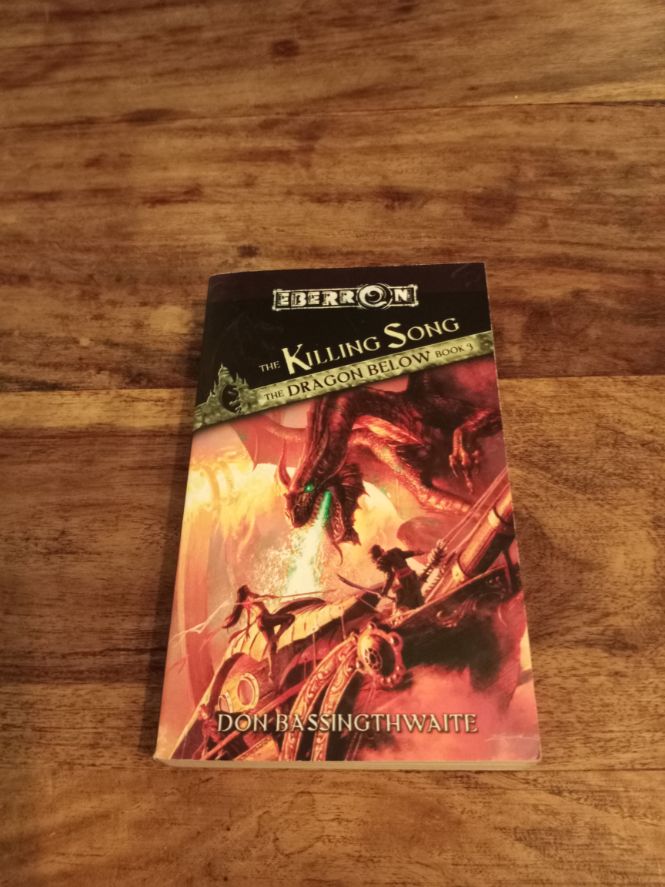 EBERRON
THE KILLING SONG
THE DRAGON BELOW BOOK 3
DON BASSINGTHWAITE